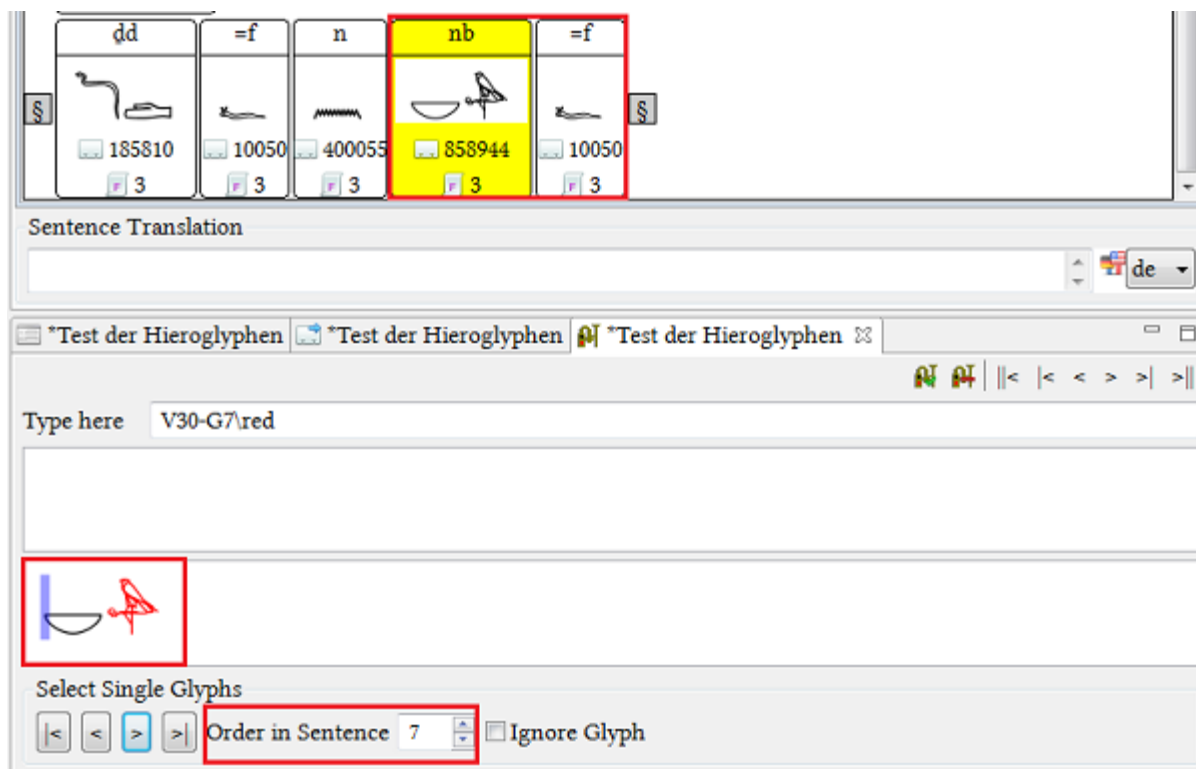 ḏd =f n nb =f
§ §
185810 10050 400055 858944 10050
F 3 F 3 F 3 F 3 F 3
Sentence Translation
de
*Test der Hieroglyphen *Test der Hieroglyphen *Test der Hieroglyphen
||< |< < > >| >||
Type here V30-G7\red
Select Single Glyphs
|< < > >| Order in Sentence 7 Ignore Glyph